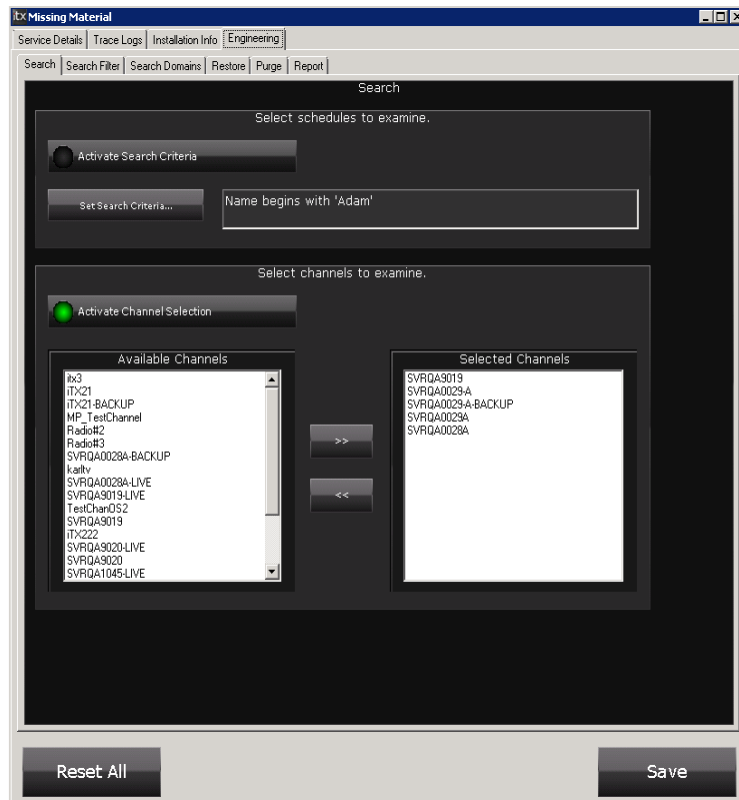 itx Missing Material
Service Details Trace Logs Installation Info Engineering
Search Search Filter Search Domains Restore Purge Report
Search
Select schedules to examine.
Activate Search Criteria
Set Search Criteria...
Name begins with 'Adam'
Select channels to examine.
Activate Channel Selection
Available Channels
itx3
iTX21
iTX21-BACKUP
MP_TestChannel
Radio#2
Radio#3
SVRQA0028A-BACKUP
karltv
SVRQA0028A-LIVE
SVRQA9019-LIVE
TestChanOS2
SVRQA9019
iTX222
SVRQA9020-LIVE
SVRQA9020
SVRQA1045-LIVE
>>
<<
Selected Channels
SVRQA9019
SVRQA0029-A
SVRQA0029-A-BACKUP
SVRQA0029A
SVRQA0028A
Reset All
Save